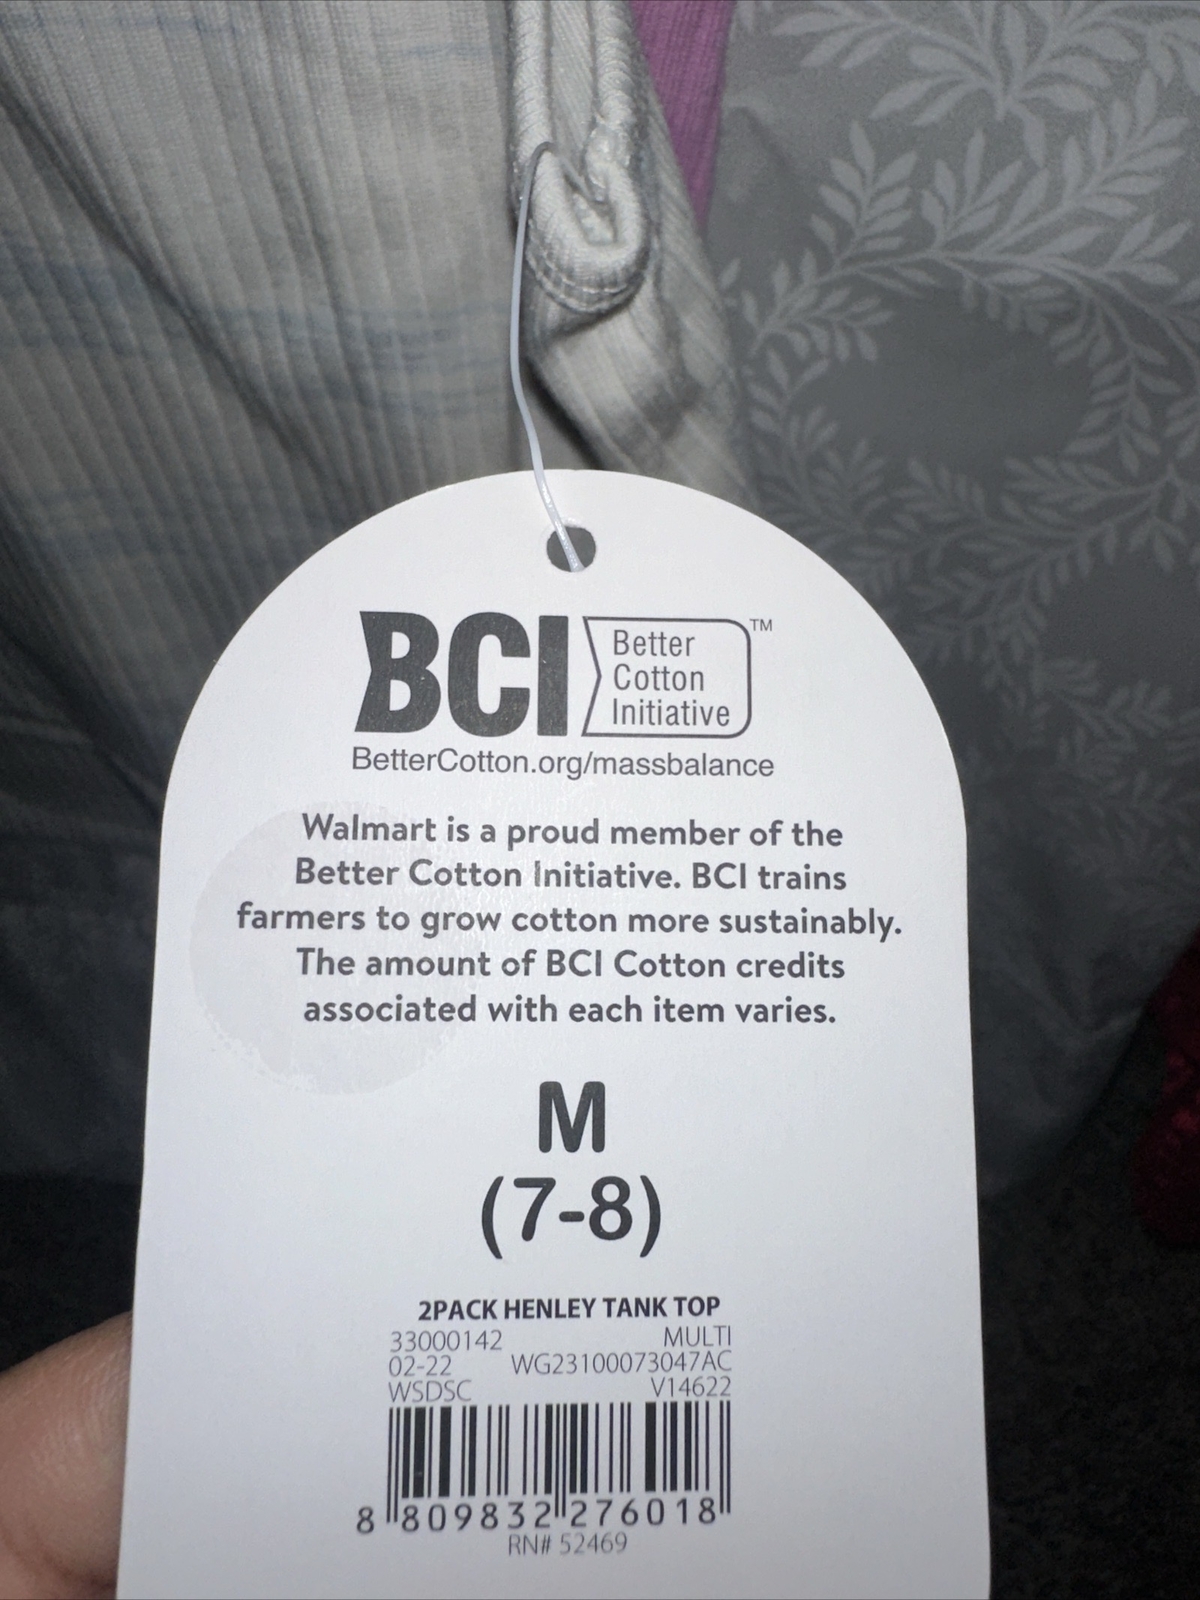 BCI Better Cotton Initiative™
BetterCotton.org/massbalance
Walmart is a proud member of the
Better Cotton Initiative. BCI trains
farmers to grow cotton more sustainably.
The amount of BCI Cotton credits
associated with each item varies.
M
(7-8)
2PACK HENLEY TANK TOP
33000142 MULTI
02-22 WG23100073047AC
WSDSC V14622
8 809832 276018
RN# 52469